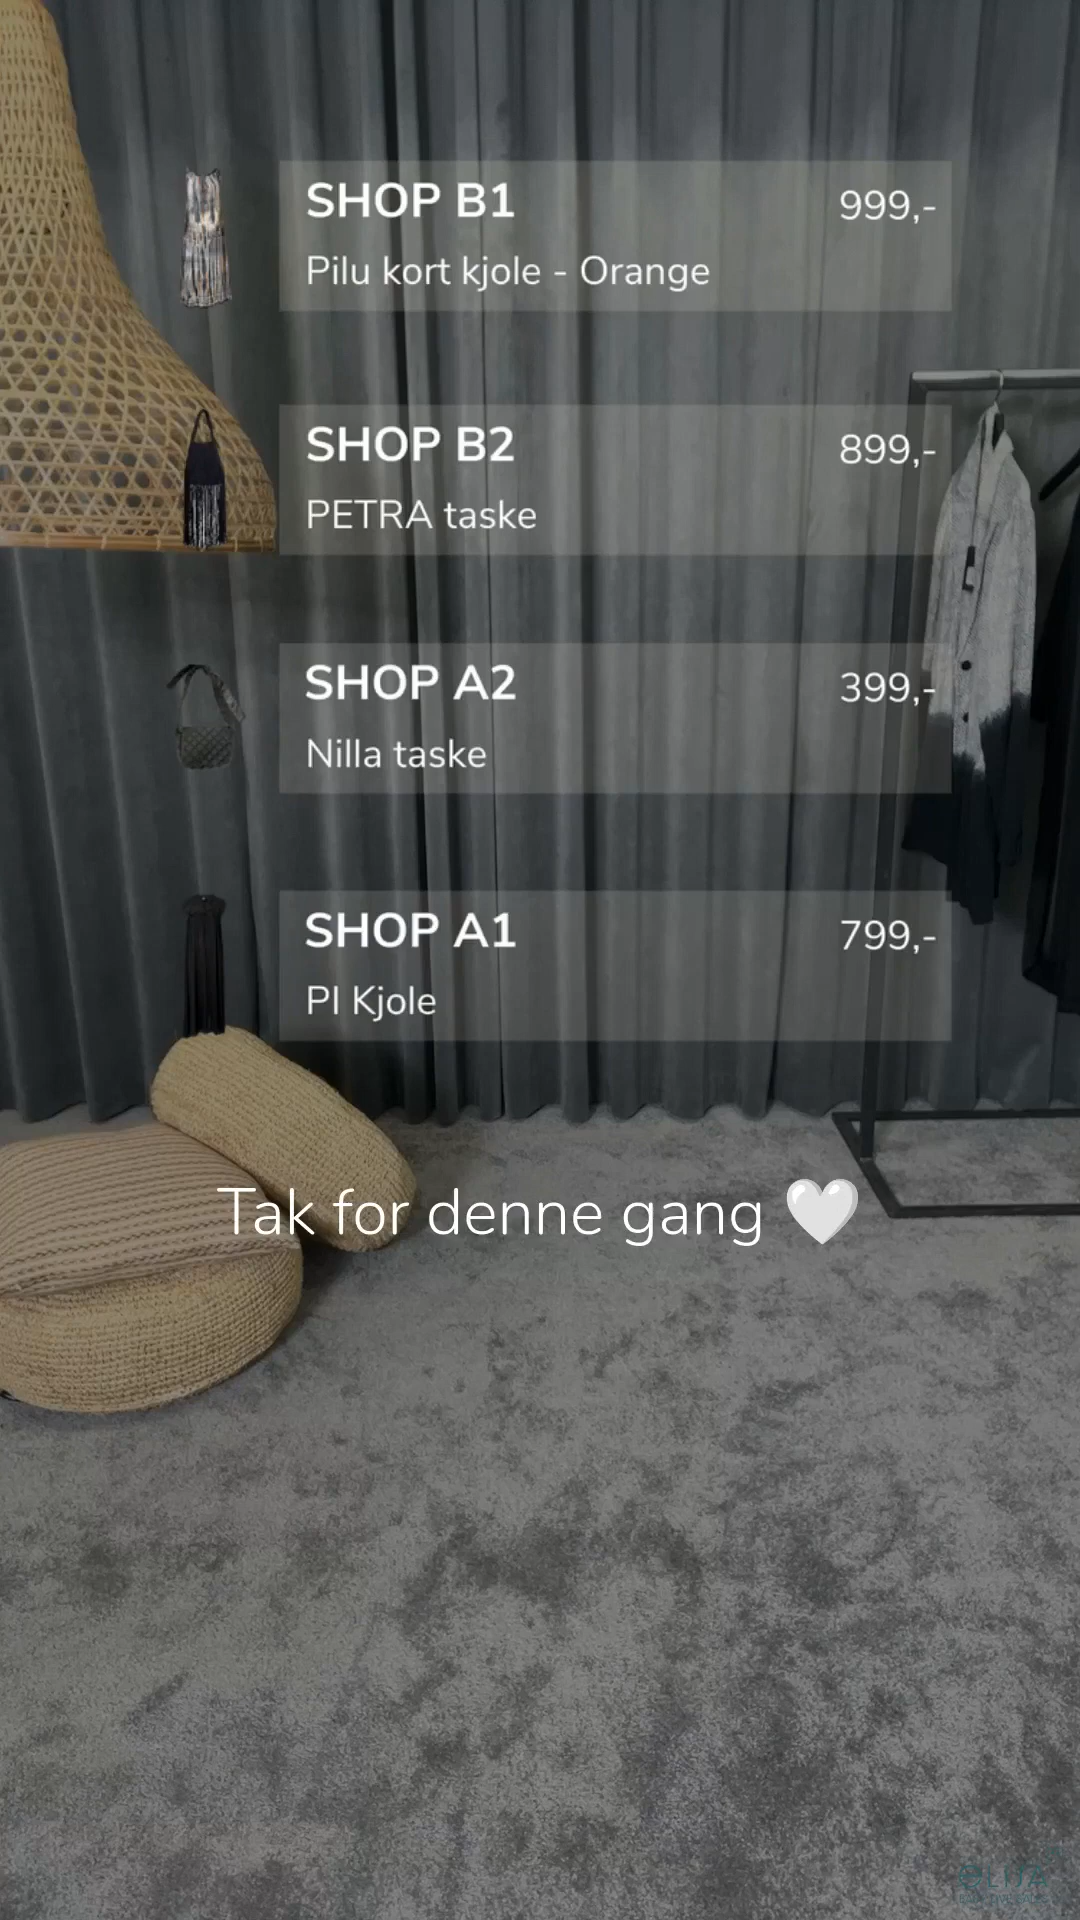 SHOP B1
999,-
Pilu kort kjole - Orange
SHOP B2
899,-
PETRA taske
SHOP A2
399,-
Nilla taske
SHOP A1
799,-
PI Kjole
Tak for denne gang 🤍